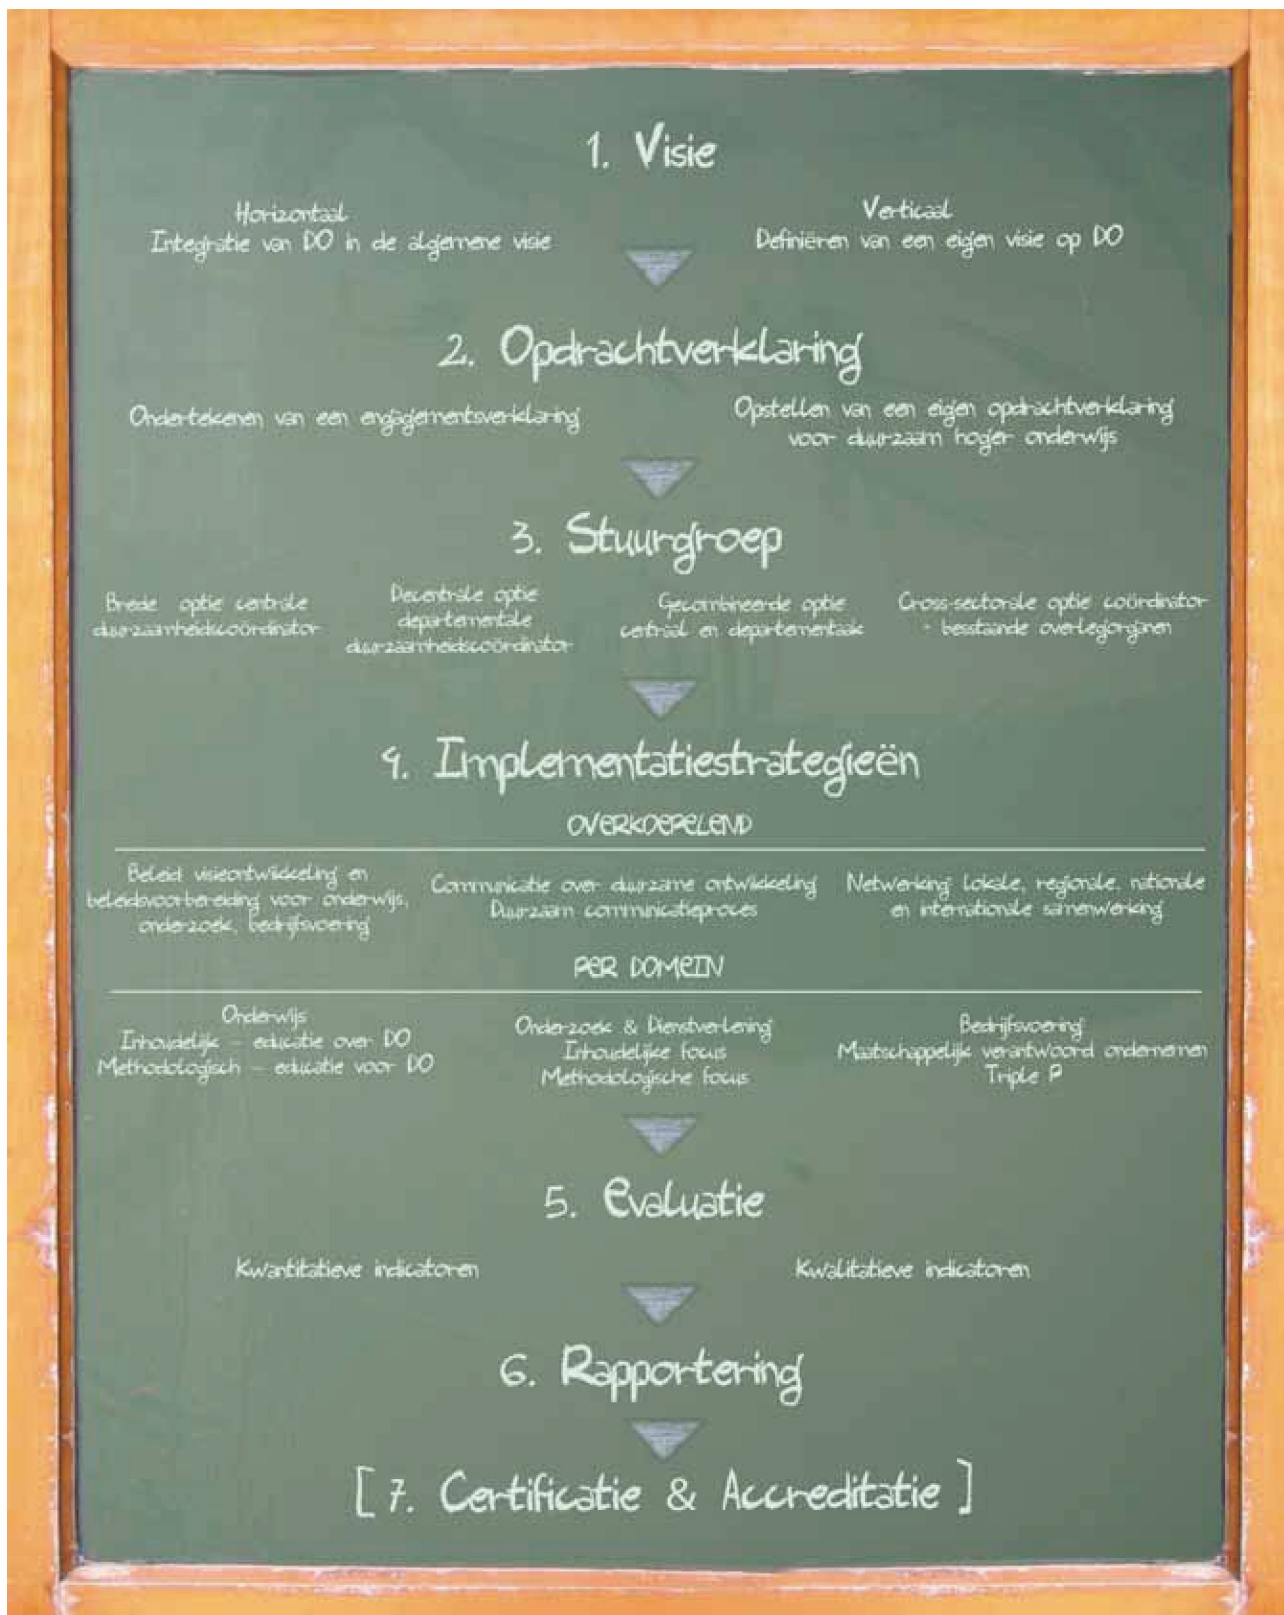 1. Visie
Horizontaal
Integratie van DO in de algemene visie
Verticaal
Definiëren van een eigen visie op DO
2. Opdrachtverklaring
Ondertekenen van een engagementsverklaring
Opstellen van een eigen opdrachtverklaring
voor duurzaam hoger onderwijs
3. Stuurgroep
Brede optie centrale
duurzaamheidscoördinator
Decentrale optie
departementale
duurzaamheidscoördinator
Gecombineerde optie
centraal en departementaak
Cross-sectorale optie coördinator
- besstaande overlegorganen
4. Implementatiestrategieën
OVERKOEPELEND
Beleid visieontwikkeling en
beleidsvoorbereiding voor onderwijs,
onderzoek, bedrijfsvoering
Communicatie over duurzame ontwikkeling
Duurzaam communicatieproces
Netwerking lokale, regionale, nationale
en internationale samenwerking
PER DOMEIN
Onderwijs
Inhoudelijk – educatie over DO
Methodologisch – educatie voor DO
Onderzoek & Dienstverlening
Inhoudelijke focus
Methodologische focus
Bedrijfsvoering
Maatschappelijk verantwoord ondernemen
Triple P
5. Evaluatie
Kwantitatieve indicatoren
Kwalitatieve indicatoren
6. Rapportering
[ 7. Certificatie & Accreditatie ]